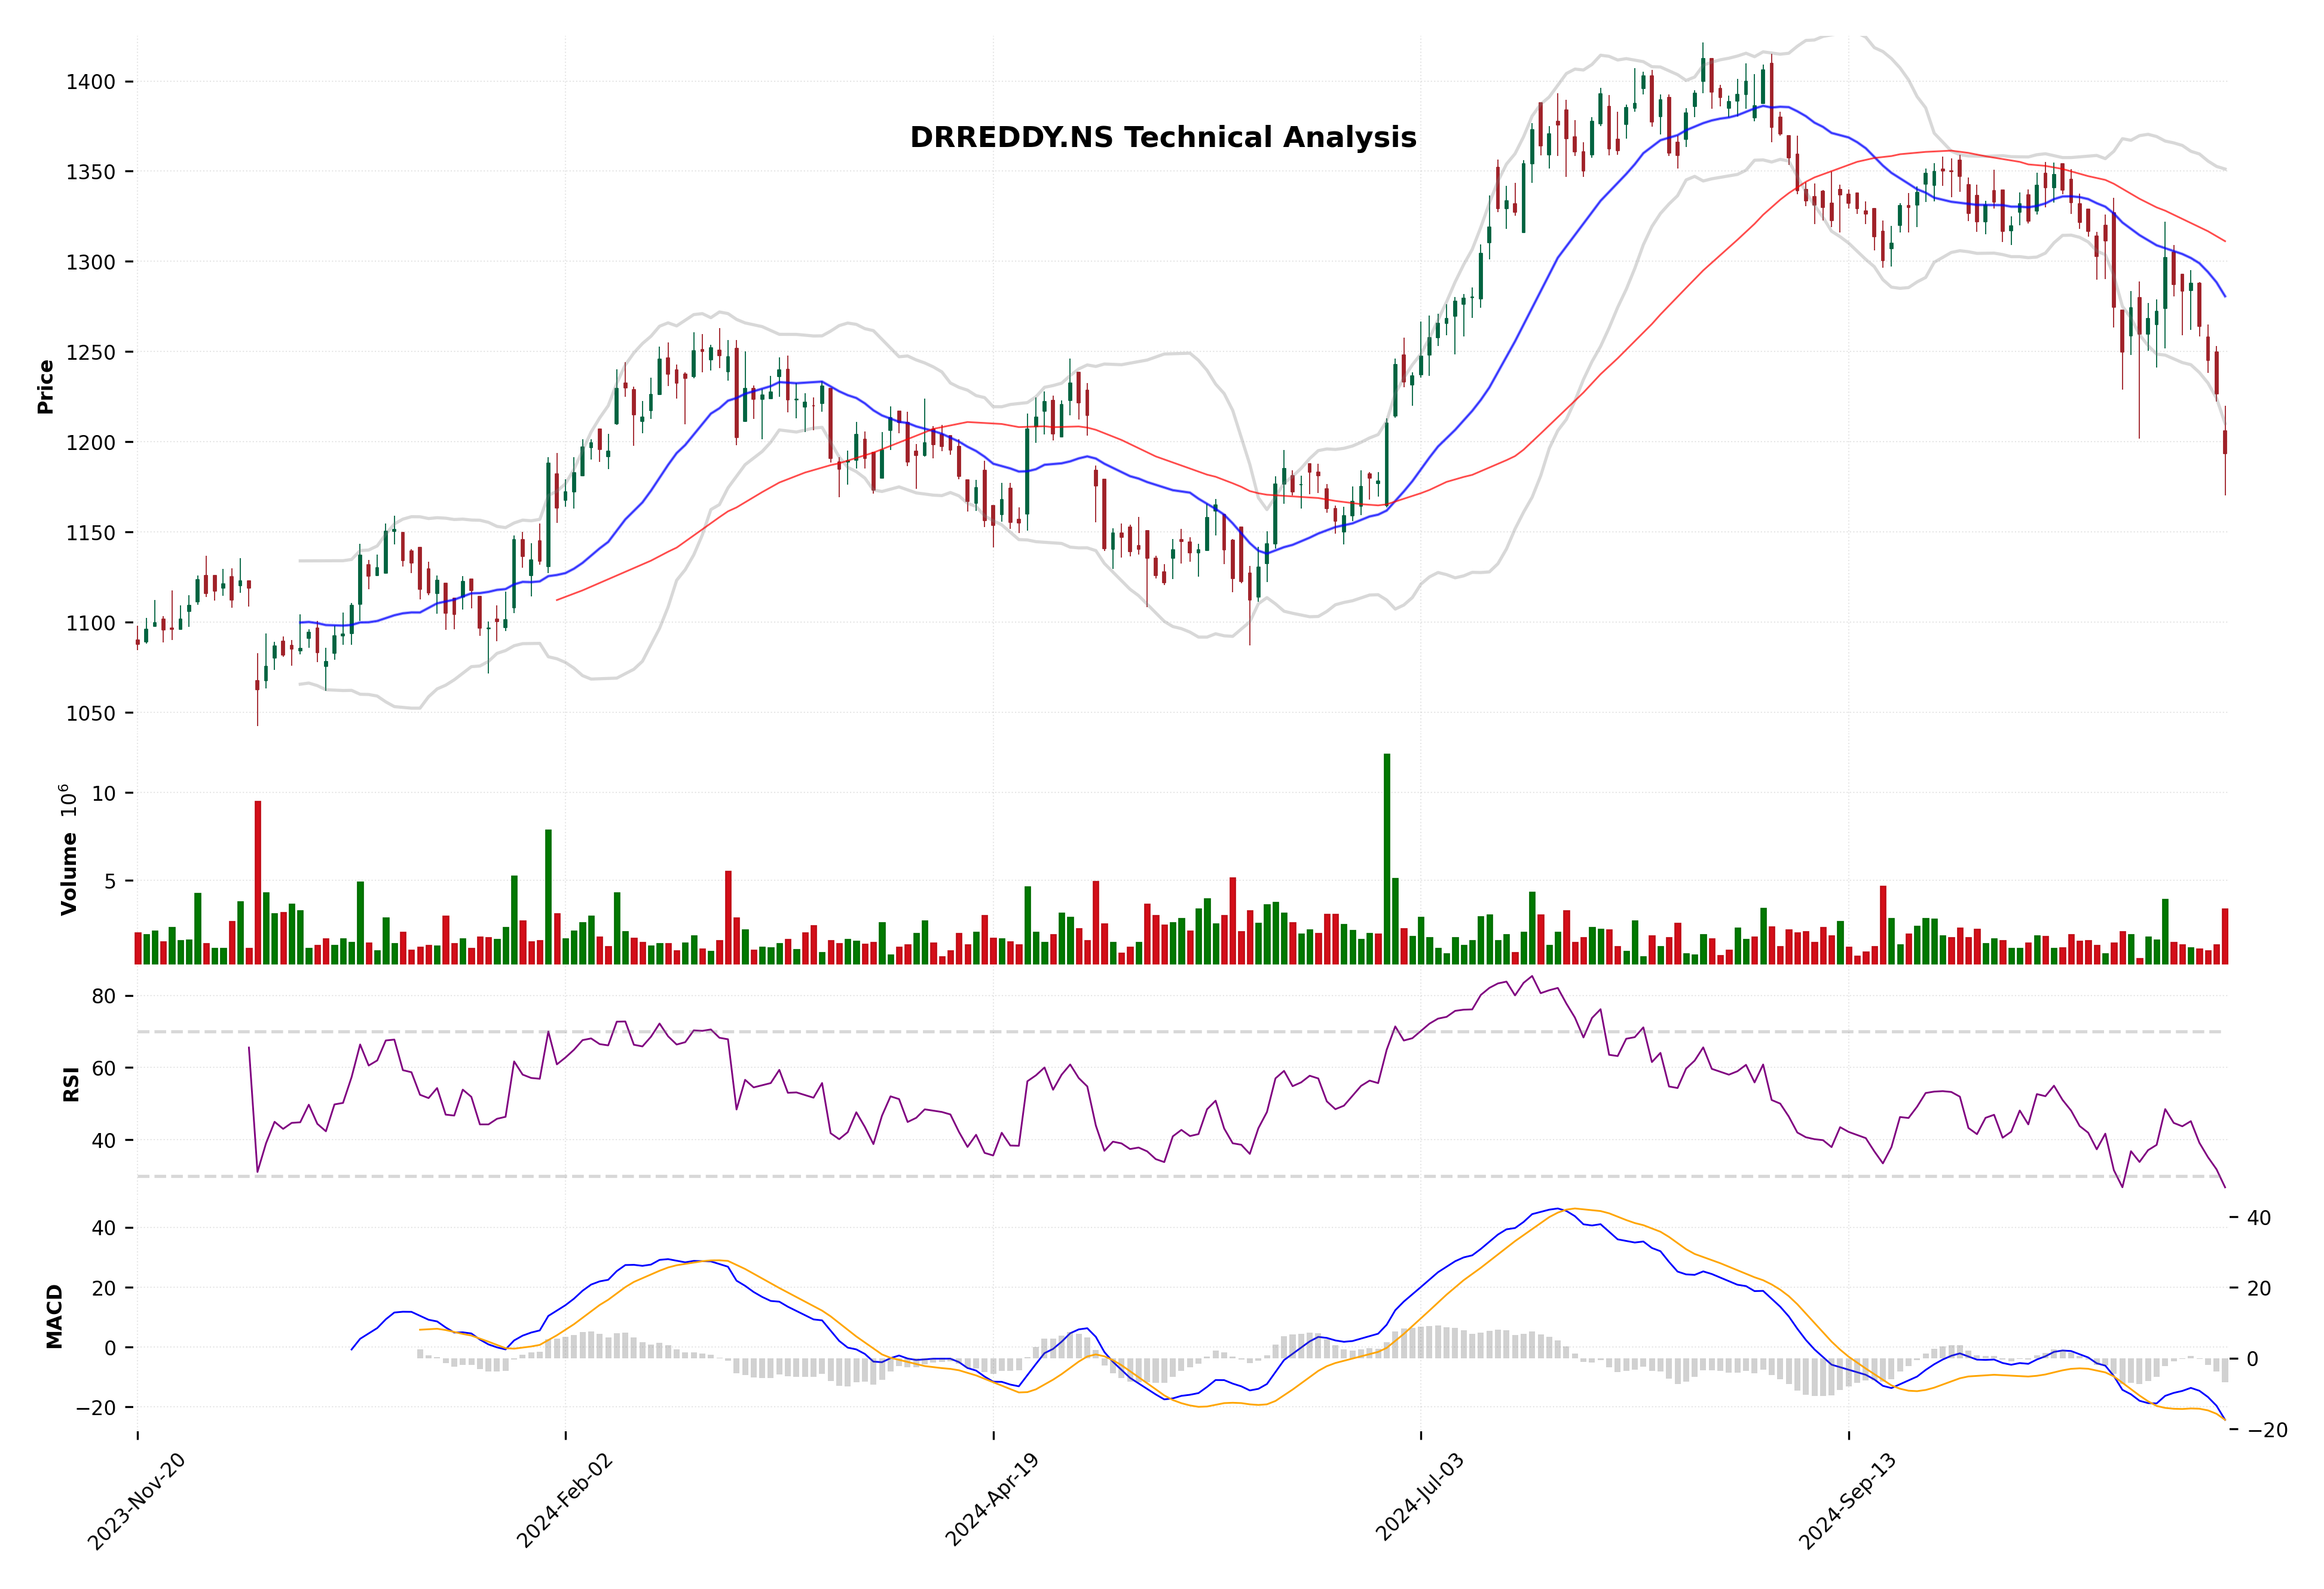 DRREDDY.NS Technical Analysis
Price
1400
1350
1300
1250
1200
1150
1100
1050
Volume 10⁶
10
5
RSI
80
60
40
MACD
40
20
0
−20
40
20
0
−20
2023-Nov-20
2024-Feb-02
2024-Apr-19
2024-Jul-03
2024-Sep-13